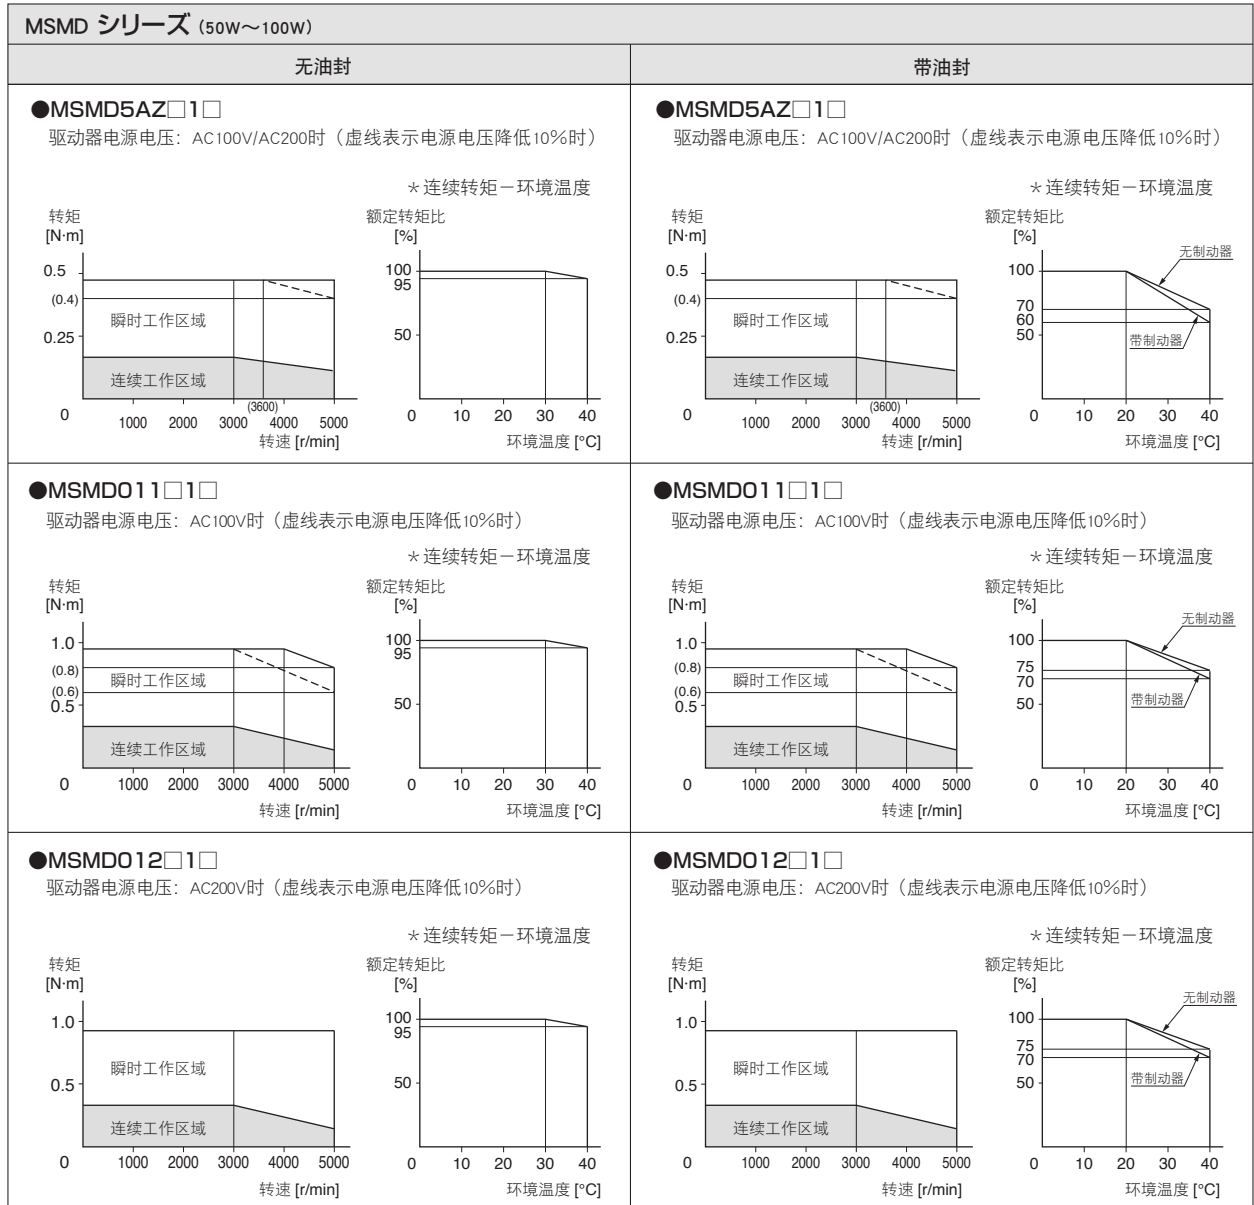 MSMD シリーズ (50W～100W)
无油封
带油封
●MSMD5AZ□1□
驱动器电源电压：AC100V/AC200时（虚线表示电源电压降低10%时）
＊连续转矩－环境温度
转矩
[N·m]
0.5
(0.4)
0.25
0
瞬时工作区域
连续工作区域
(3600)
1000 2000 3000 4000 5000
转速 [r/min]
额定转矩比
[%]
100
95
50
0 10 20 30 40
环境温度 [°C]
●MSMD5AZ□1□
驱动器电源电压：AC100V/AC200时（虚线表示电源电压降低10%时）
＊连续转矩－环境温度
转矩
[N·m]
0.5
(0.4)
0.25
0
瞬时工作区域
连续工作区域
(3600)
1000 2000 3000 4000 5000
转速 [r/min]
额定转矩比
[%]
无制动器
100
70
60
50
带制动器
0 10 20 30 40
环境温度 [°C]
●MSMD011□1□
驱动器电源电压：AC100V时（虚线表示电源电压降低10%时）
＊连续转矩－环境温度
转矩
[N·m]
1.0
(0.8)
(0.6)
0.5
瞬时工作区域
连续工作区域
0 1000 2000 3000 4000 5000
转速 [r/min]
额定转矩比
[%]
100
95
50
0 10 20 30 40
环境温度 [°C]
●MSMD011□1□
驱动器电源电压：AC100V时（虚线表示电源电压降低10%时）
＊连续转矩－环境温度
转矩
[N·m]
1.0
(0.8)
(0.6)
0.5
瞬时工作区域
连续工作区域
0 1000 2000 3000 4000 5000
转速 [r/min]
额定转矩比
[%]
无制动器
100
75
70
50
带制动器
0 10 20 30 40
环境温度 [°C]
●MSMD012□1□
驱动器电源电压：AC200V时（虚线表示电源电压降低10%时）
＊连续转矩－环境温度
转矩
[N·m]
1.0
0.5
瞬时工作区域
连续工作区域
0 1000 2000 3000 4000 5000
转速 [r/min]
额定转矩比
[%]
100
95
50
0 10 20 30 40
环境温度 [°C]
●MSMD012□1□
驱动器电源电压：AC200V时（虚线表示电源电压降低10%时）
＊连续转矩－环境温度
转矩
[N·m]
1.0
0.5
瞬时工作区域
连续工作区域
0 1000 2000 3000 4000 5000
转速 [r/min]
额定转矩比
[%]
无制动器
100
75
70
50
带制动器
0 10 20 30 40
环境温度 [°C]